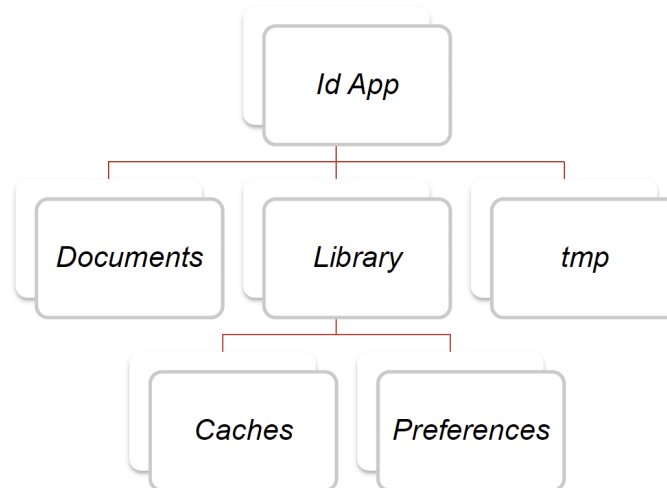 Id App
Documents
Library
tmp
Caches
Preferences